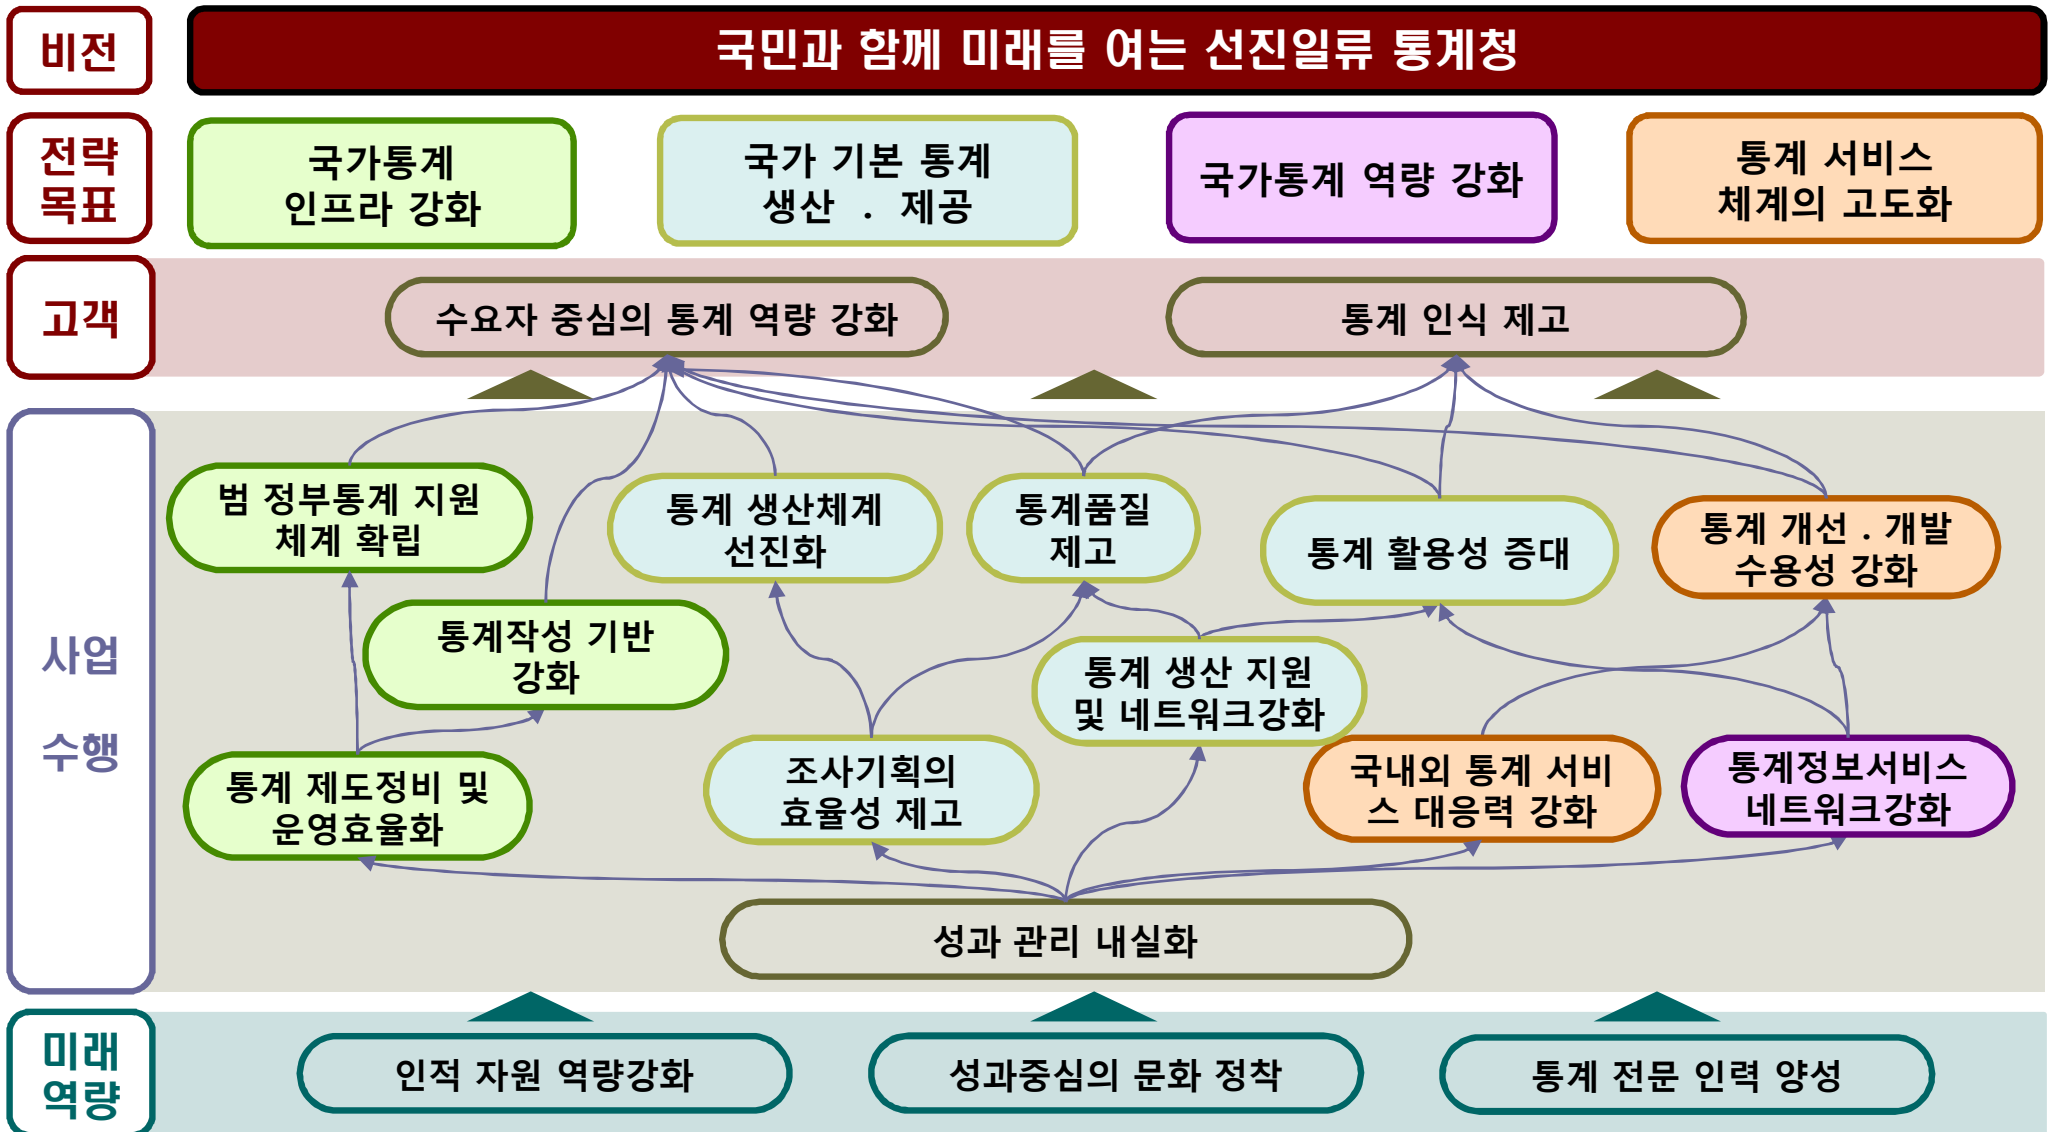 비전
국민과 함께 미래를 여는 선진일류 통계청
전략
목표
국가통계
인프라 강화
국가 기본 통계
생산 . 제공
국가통계 역량 강화
통계 서비스
체계의 고도화
고객
수요자 중심의 통계 역량 강화
통계 인식 제고
사업
수행
범 정부통계 지원
체계 확립
통계 생산체계
선진화
통계품질
제고
통계 활용성 증대
통계 개선 . 개발
수용성 강화
통계작성 기반
강화
통계 생산 지원
및 네트워크강화
통계 제도정비 및
운영효율화
조사기획의
효율성 제고
국내외 통계 서비
스 대응력 강화
통계정보서비스
네트워크강화
성과 관리 내실화
미래
역량
인적 자원 역량강화
성과중심의 문화 정착
통계 전문 인력 양성